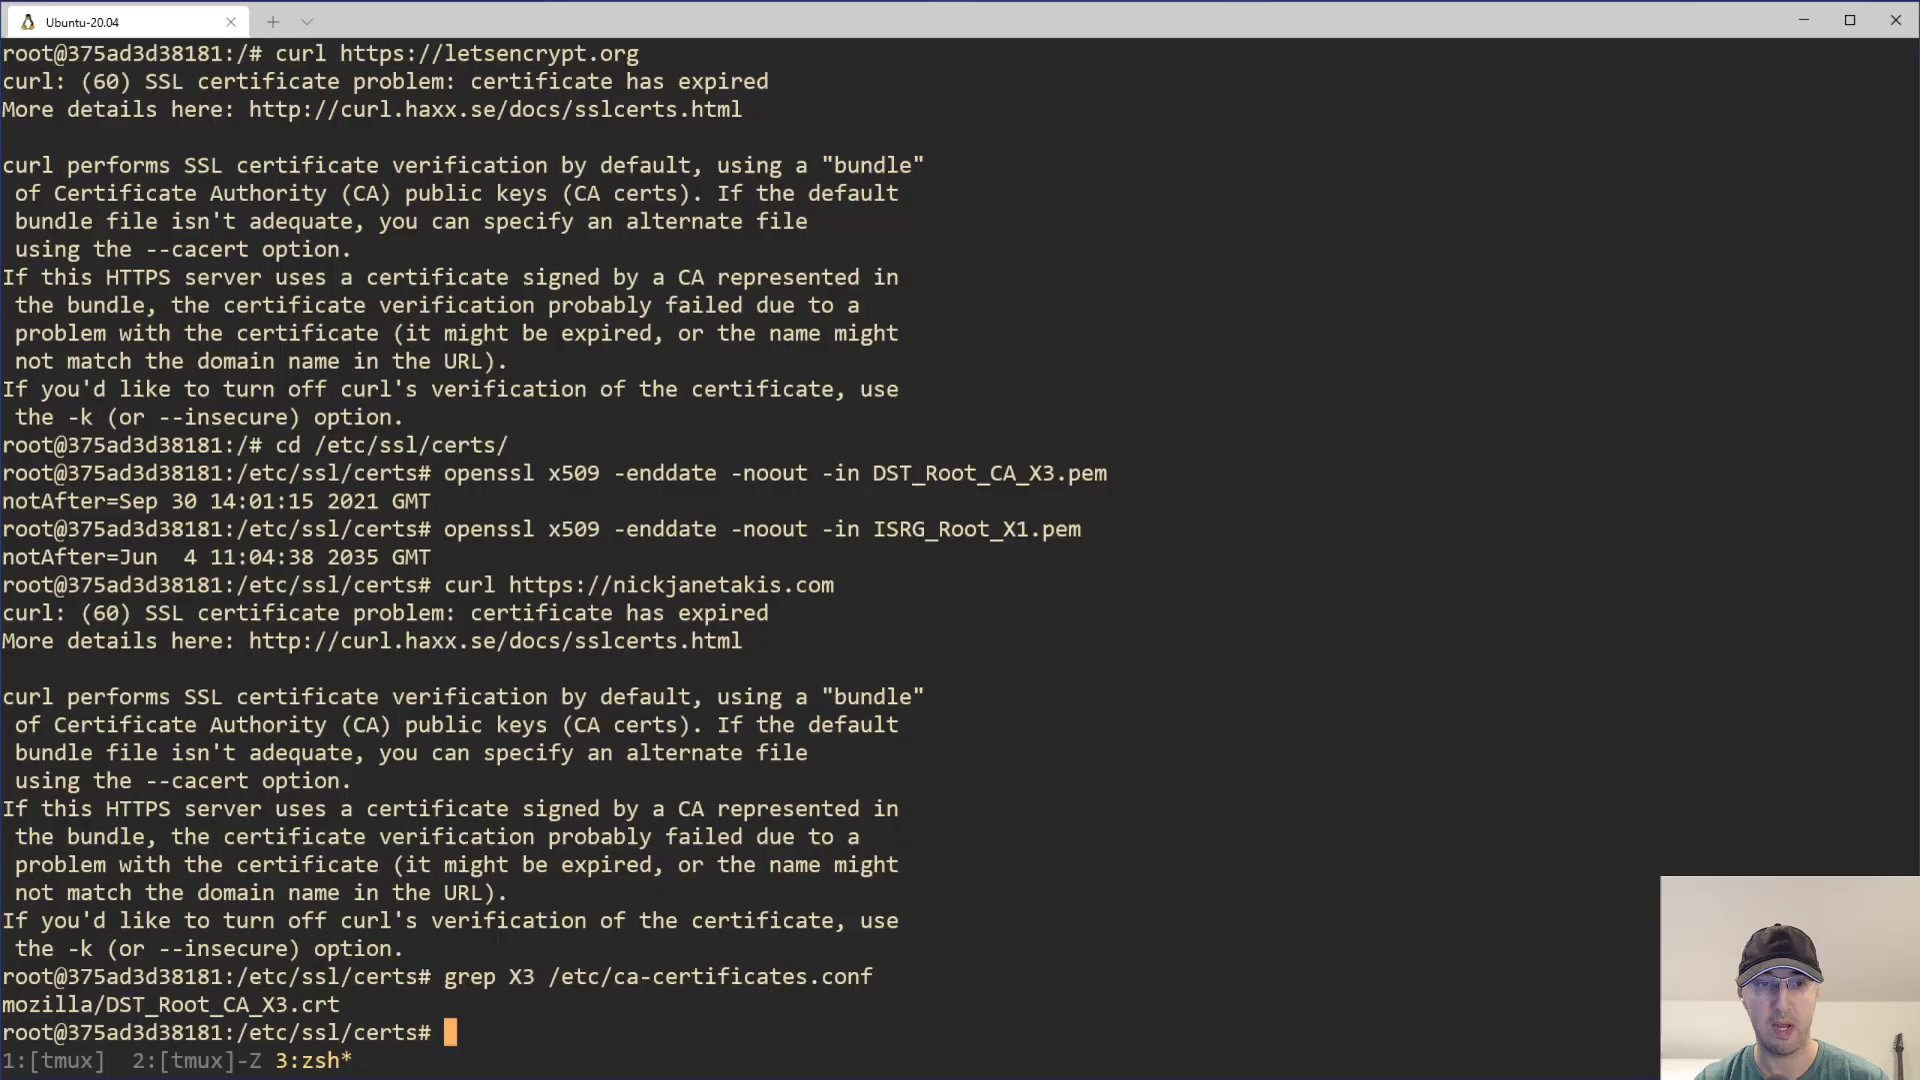 Ubuntu-20.04
root@375ad3d38181:/# curl https://letsencrypt.org
curl: (60) SSL certificate problem: certificate has expired
More details here: http://curl.haxx.se/docs/sslcerts.html
curl performs SSL certificate verification by default, using a "bundle"
of Certificate Authority (CA) public keys (CA certs). If the default
bundle file isn't adequate, you can specify an alternate file
using the --cacert option.
If this HTTPS server uses a certificate signed by a CA represented in
the bundle, the certificate verification probably failed due to a
problem with the certificate (it might be expired, or the name might
not match the domain name in the URL).
If you'd like to turn off curl's verification of the certificate, use
the -k (or --insecure) option.
root@375ad3d38181:/# cd /etc/ssl/certs/
root@375ad3d38181:/etc/ssl/certs# openssl x509 -enddate -noout -in DST_Root_CA_X3.pem
notAfter=Sep 30 14:01:15 2021 GMT
root@375ad3d38181:/etc/ssl/certs# openssl x509 -enddate -noout -in ISRG_Root_X1.pem
notAfter=Jun  4 11:04:38 2035 GMT
root@375ad3d38181:/etc/ssl/certs# curl https://nickjanetakis.com
curl: (60) SSL certificate problem: certificate has expired
More details here: http://curl.haxx.se/docs/sslcerts.html
curl performs SSL certificate verification by default, using a "bundle"
of Certificate Authority (CA) public keys (CA certs). If the default
bundle file isn't adequate, you can specify an alternate file
using the --cacert option.
If this HTTPS server uses a certificate signed by a CA represented in
the bundle, the certificate verification probably failed due to a
problem with the certificate (it might be expired, or the name might
not match the domain name in the URL).
If you'd like to turn off curl's verification of the certificate, use
the -k (or --insecure) option.
root@375ad3d38181:/etc/ssl/certs# grep X3 /etc/ca-certificates.conf
mozilla/DST_Root_CA_X3.crt
root@375ad3d38181:/etc/ssl/certs#
1:[tmux]  2:[tmux]-Z 3:zsh*